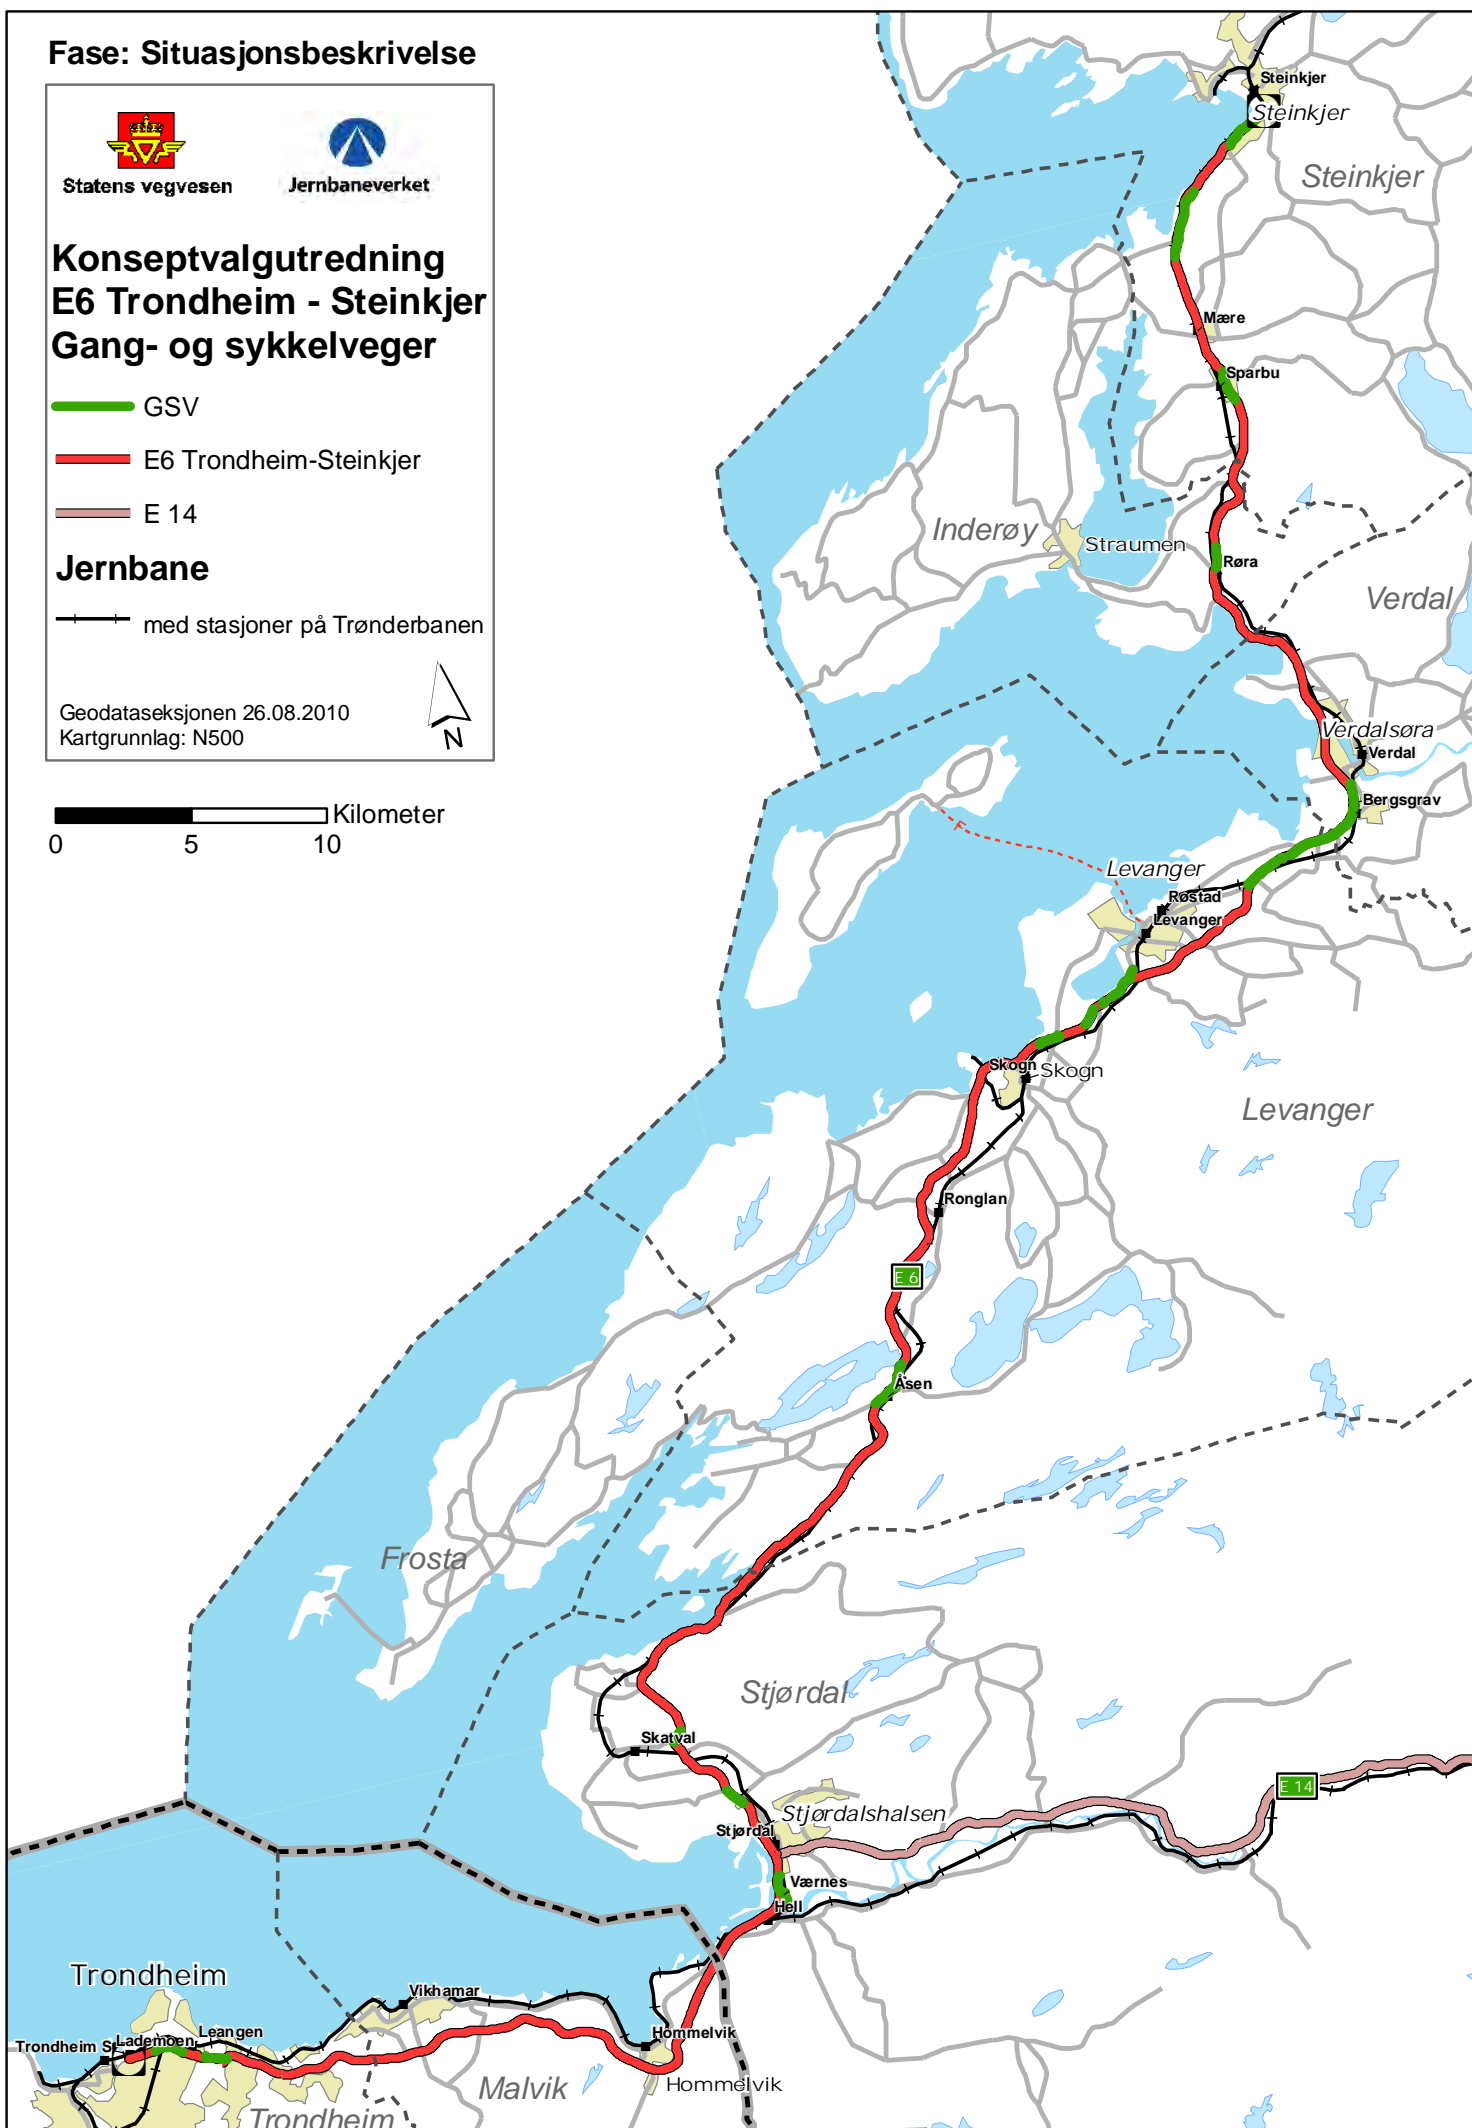 Fase: Situasjonsbeskrivelse
Statens vegvesen
Jernbaneverket
Konseptvalgutredning
E6 Trondheim - Steinkjer
Gang- og sykkelveger
GSV
E6 Trondheim-Steinkjer
E 14
Jernbane
med stasjoner på Trønderbanen
Geodataseksjonen 26.08.2010
Kartgrunnlag: N500
N
Kilometer
0 5 10
Steinkjer
Steinkjer
Steinkjer
Mære
Sparbu
Inderøy
Straumen
Røra
Verdal
Verdalsøra
Verdal
Bergsgrav
Levanger
Røstad
Levanger
Skogn
Skogn
Levanger
Ronglan
E 6
Åsen
Frosta
Stjørdal
Skatval
E 14
Stjørdalshalsen
Stjørdal
Værnes
Hell
Trondheim
Vikhamar
Leangen
Lademoen
Trondheim S
Hommelvik
Hommelvik
Malvik
Trondheim